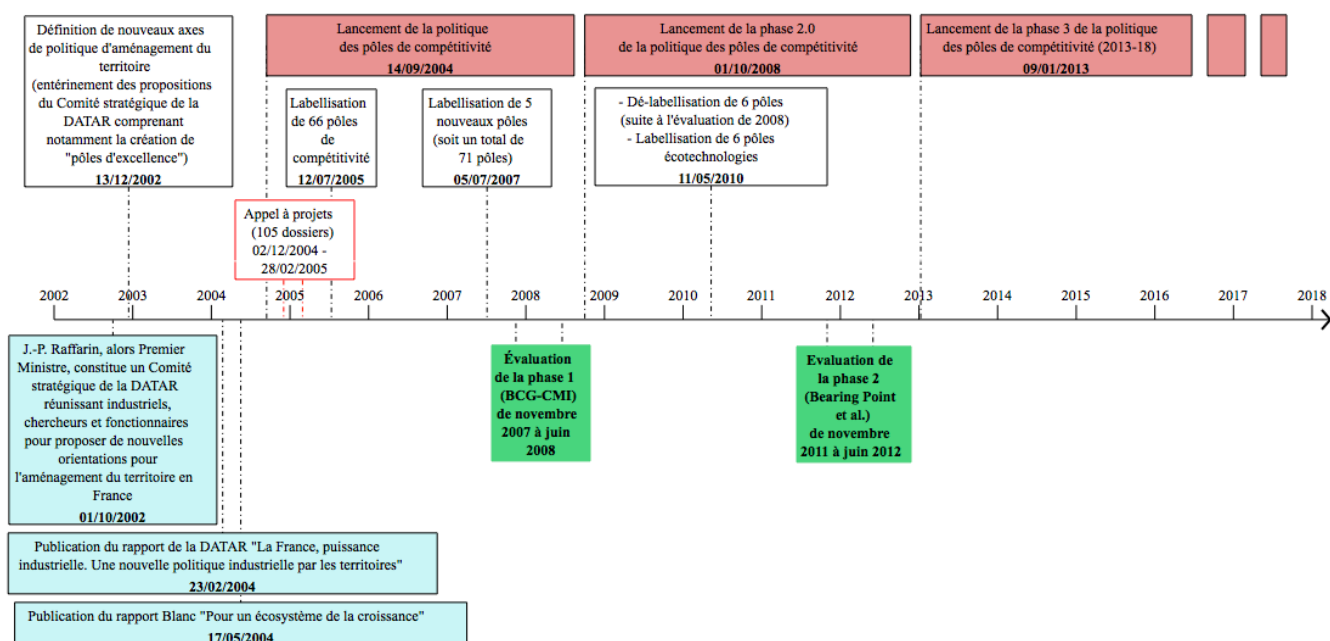 Définition de nouveaux axes
de politique d'aménagement du
territoire
(entérinement des propositions
du Comité stratégique de la
DATAR comprenant
notamment la création de
"pôles d'excellence")
13/12/2002
Lancement de la politique
des pôles de compétitivité
14/09/2004
Lancement de la phase 2.0
de la politique des pôles de compétitivité
01/10/2008
Lancement de la phase 3 de la politique
des pôles de compétitivité (2013-18)
09/01/2013
Labellisation
de 66 pôles
de
compétitivité
12/07/2005
Labellisation de 5
nouveaux pôles
(soit un total de
71 pôles)
05/07/2007
- Dé-labellisation de 6 pôles
(suite à l'évaluation de 2008)
- Labellisation de 6 pôles
écotechnologies
11/05/2010
Appel à projets
(105 dossiers)
02/12/2004 -
28/02/2005
2002 2003 2004 2005 2006 2007 2008 2009 2010 2011 2012 2013 2014 2015 2016 2017 2018
J.-P. Raffarin, alors Premier
Ministre, constitue un Comité
stratégique de la DATAR
réunissant industriels,
chercheurs et fonctionnaires
pour proposer de nouvelles
orientations pour
l'aménagement du territoire en
France
01/10/2002
Évaluation
de la phase 1
(BCG-CMI)
de novembre
2007 à juin
2008
Evaluation de
la phase 2
(Bearing Point
et al.)
de novembre
2011 à juin 2012
Publication du rapport de la DATAR "La France, puissance
industrielle. Une nouvelle politique industrielle par les territoires"
23/02/2004
Publication du rapport Blanc "Pour un écosystème de la croissance"
17/05/2004